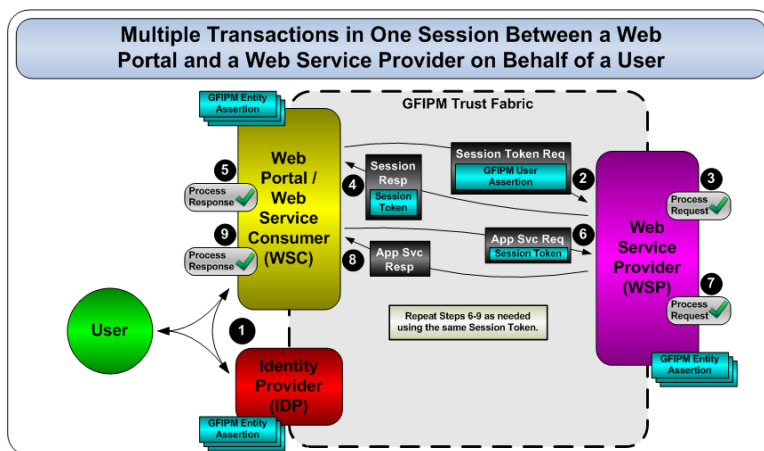 Multiple Transactions in One Session Between a Web
Portal and a Web Service Provider on Behalf of a User
GFIPM Entity
Assertion
GFIPM Trust Fabric
Web
Portal /
Web
Service
Consumer
(WSC)
5
Process
Response
9
Process
Response
4
Session
Resp
Session
Token
Session Token Req
GFIPM User
Assertion
2
3
Process
Request
Web
Service
Provider
(WSP)
6
App Svc Req
Session Token
8
App Svc
Resp
7
Process
Request
Repeat Steps 6-9 as needed
using the same Session Token.
User
1
Identity
Provider
(IDP)
GFIPM Entity
Assertion
GFIPM Entity
Assertion